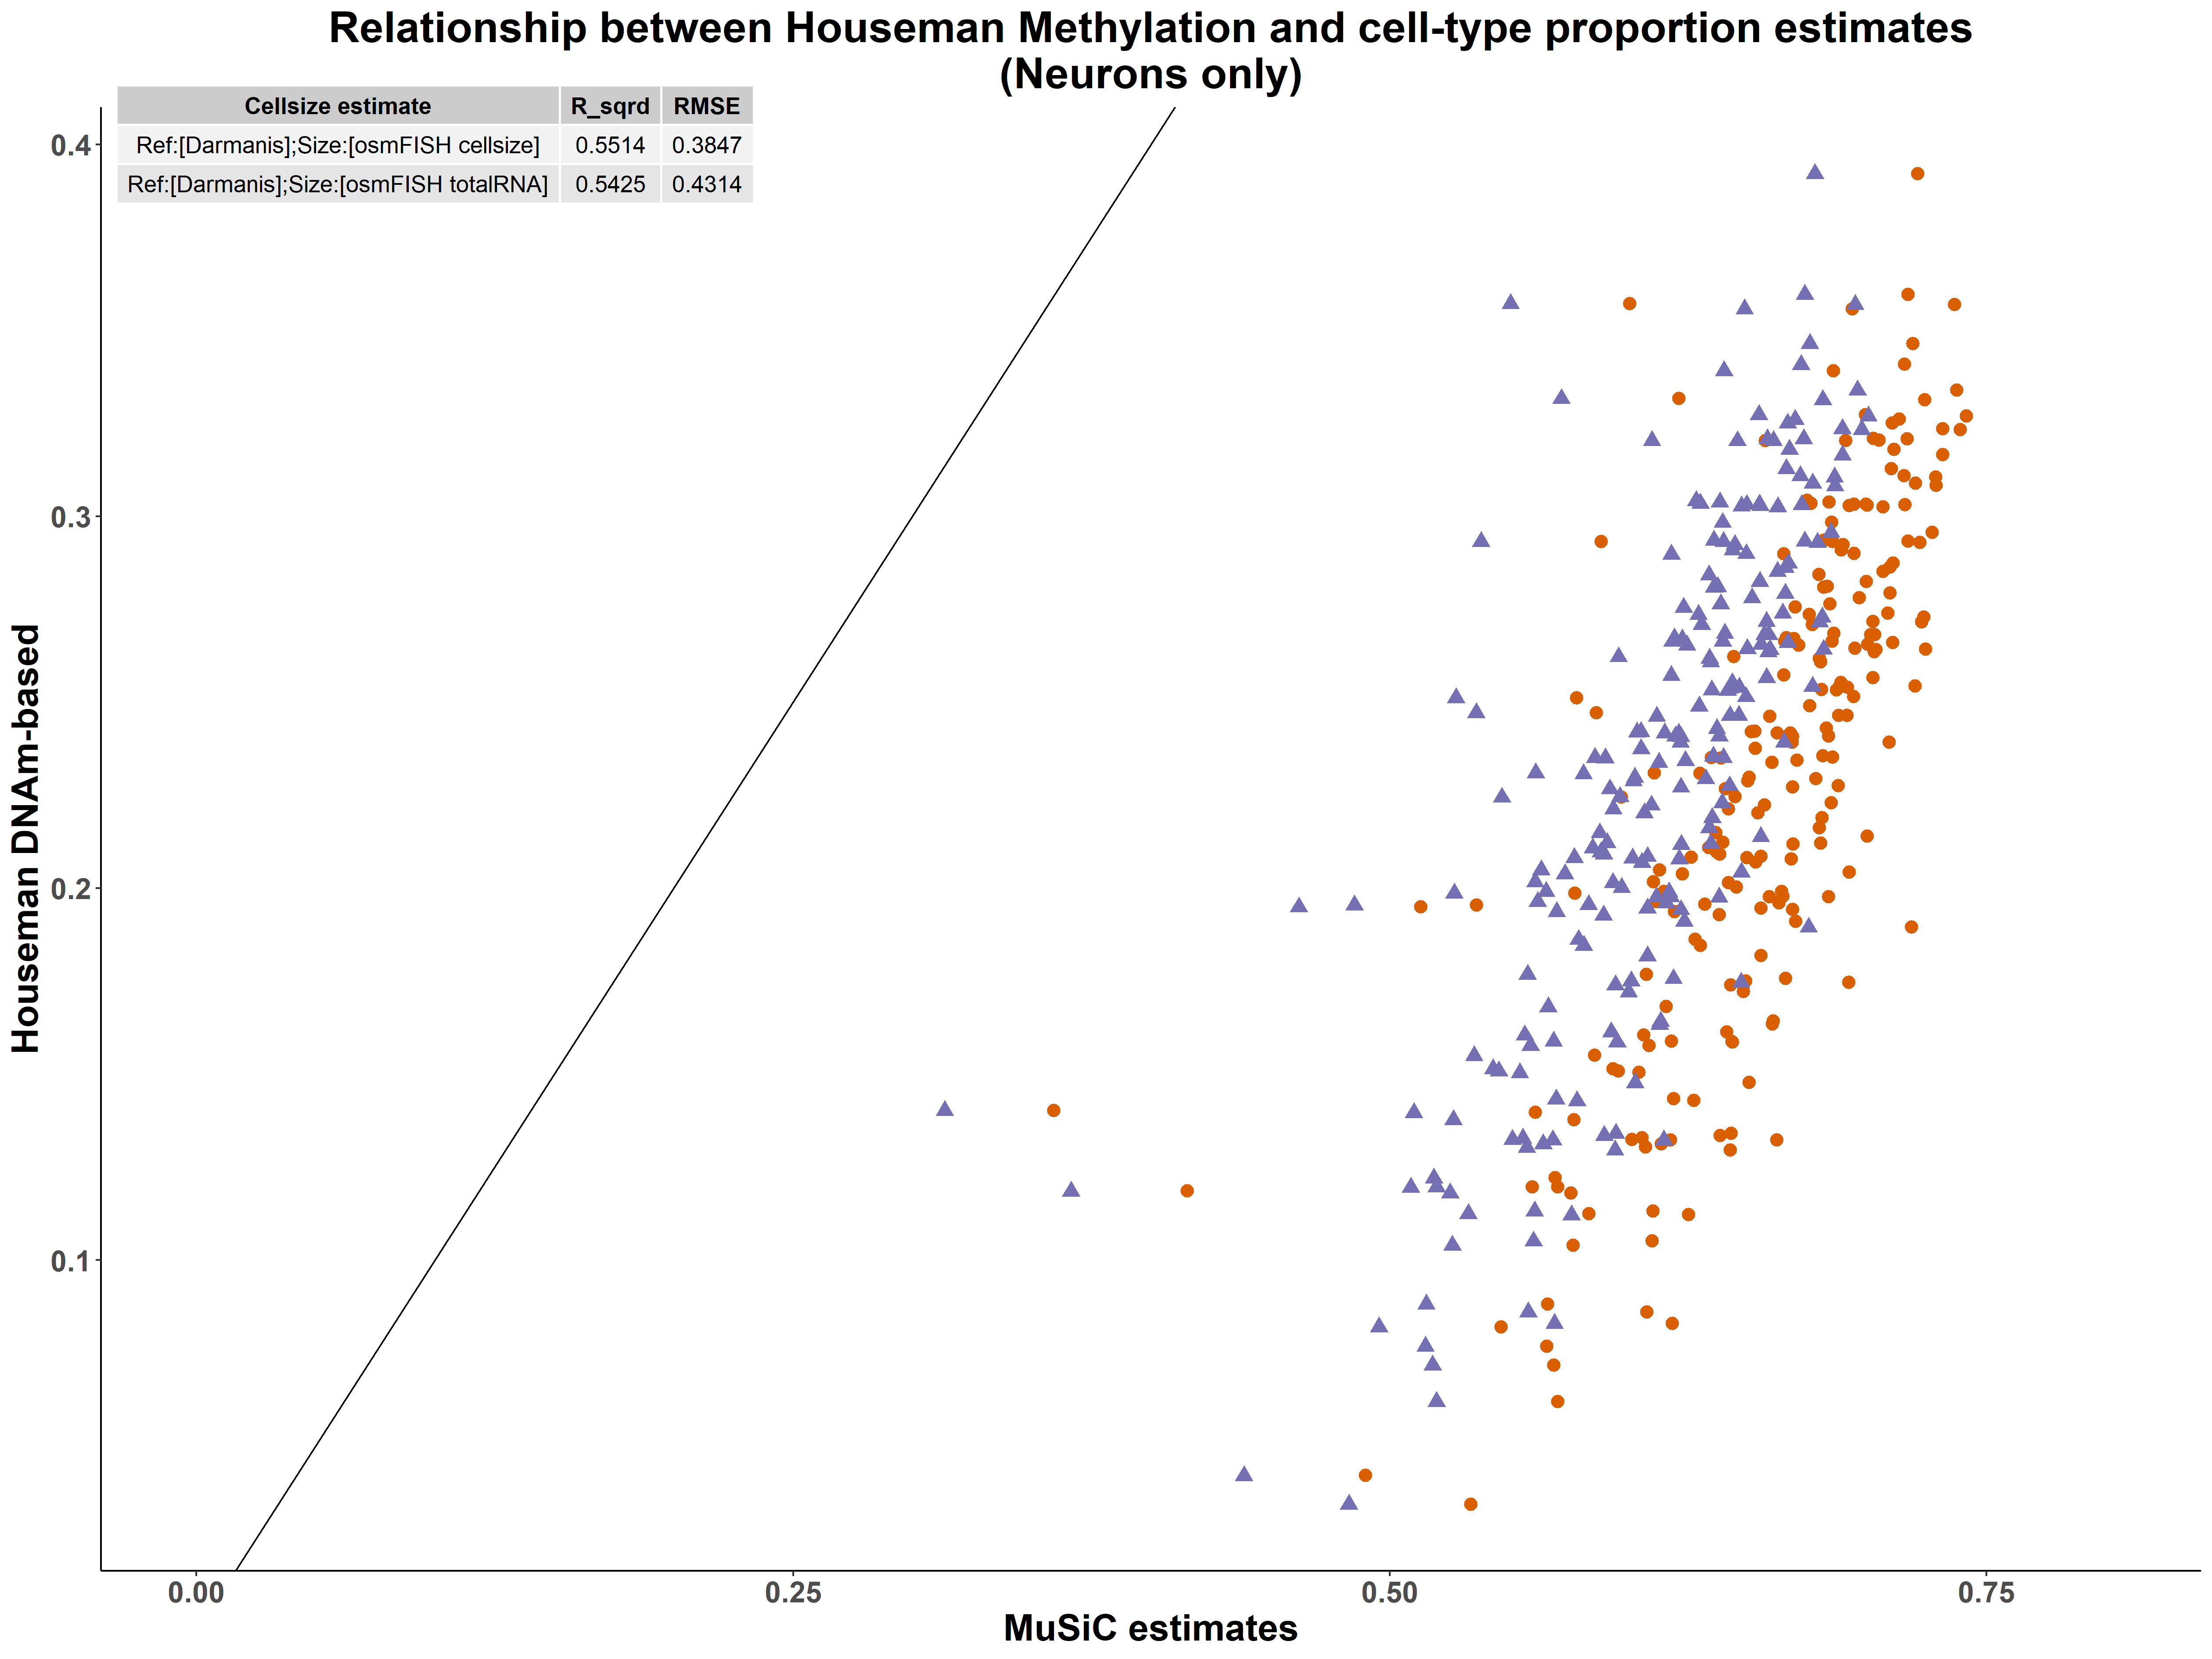 Relationship between Houseman Methylation and cell-type proportion estimates
(Neurons only)
Cellsize estimate R_sqrd RMSE
Ref:[Darmanis];Size:[osmFISH cellsize] 0.5514 0.3847
Ref:[Darmanis];Size:[osmFISH totalRNA] 0.5425 0.4314
Houseman DNAm-based
0.4
0.3
0.2
0.1
0.00 0.25 0.50 0.75
MuSiC estimates